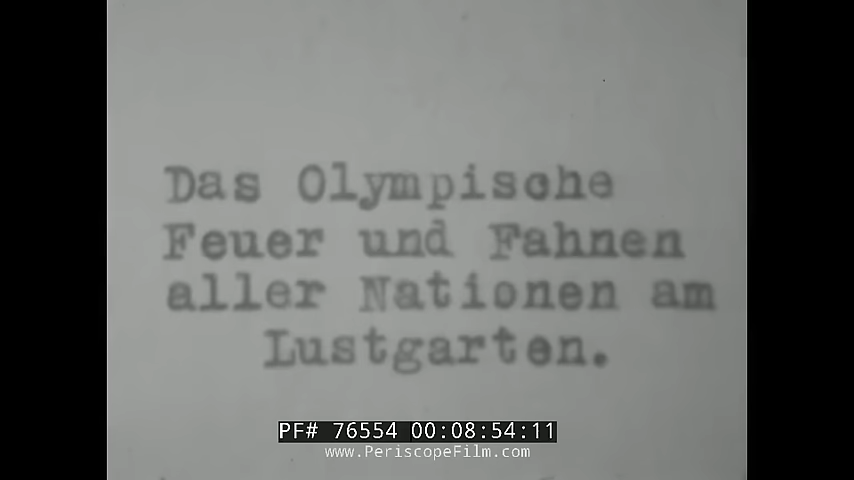 Das Olympische
Feuer und Fahnen
aller Nationen am
Lustgarten.
PF# 76554 00:08:54:11
www.PeriscopeFilm.com